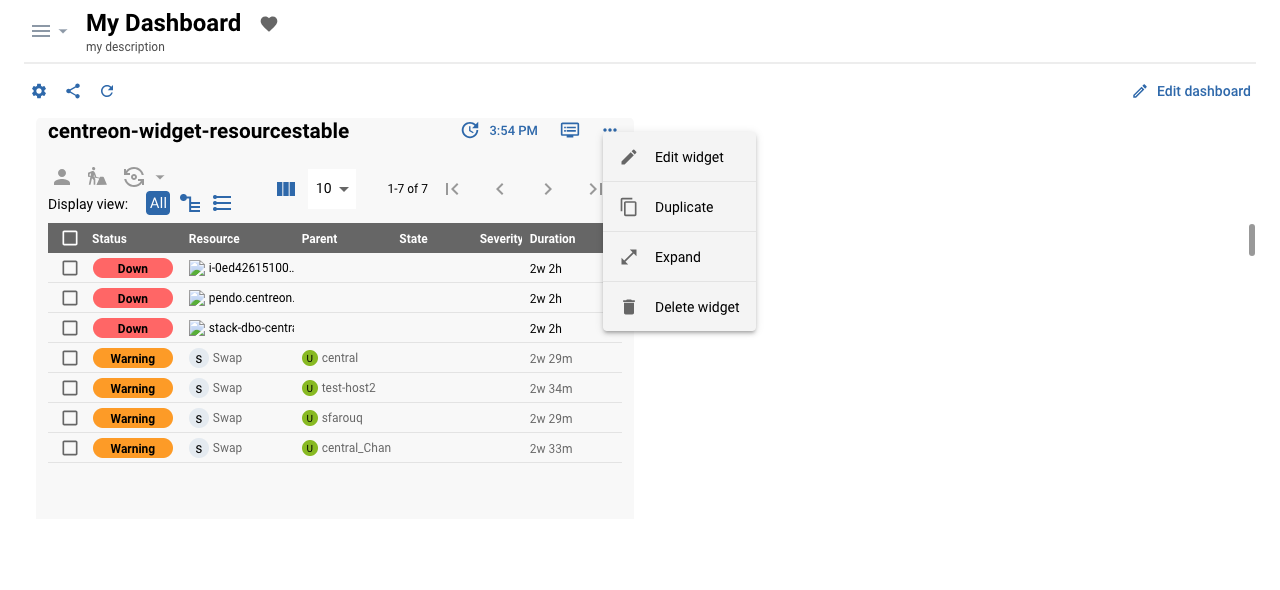 My Dashboard
my description
Edit dashboard
centreon-widget-resourcestable
3:54 PM
Edit widget
Duplicate
Expand
Delete widget
10
1-7 of 7
Display view:
All
Status Resource Parent State Severity Duration
Down i-0ed42615100.. 2w 2h
Down pendo.centreon. 2w 2h
Down stack-dbo-centra 2w 2h
Warning S Swap U central 2w 29m
Warning S Swap U test-host2 2w 34m
Warning S Swap U sfarouq 2w 29m
Warning S Swap U central_Chan 2w 33m